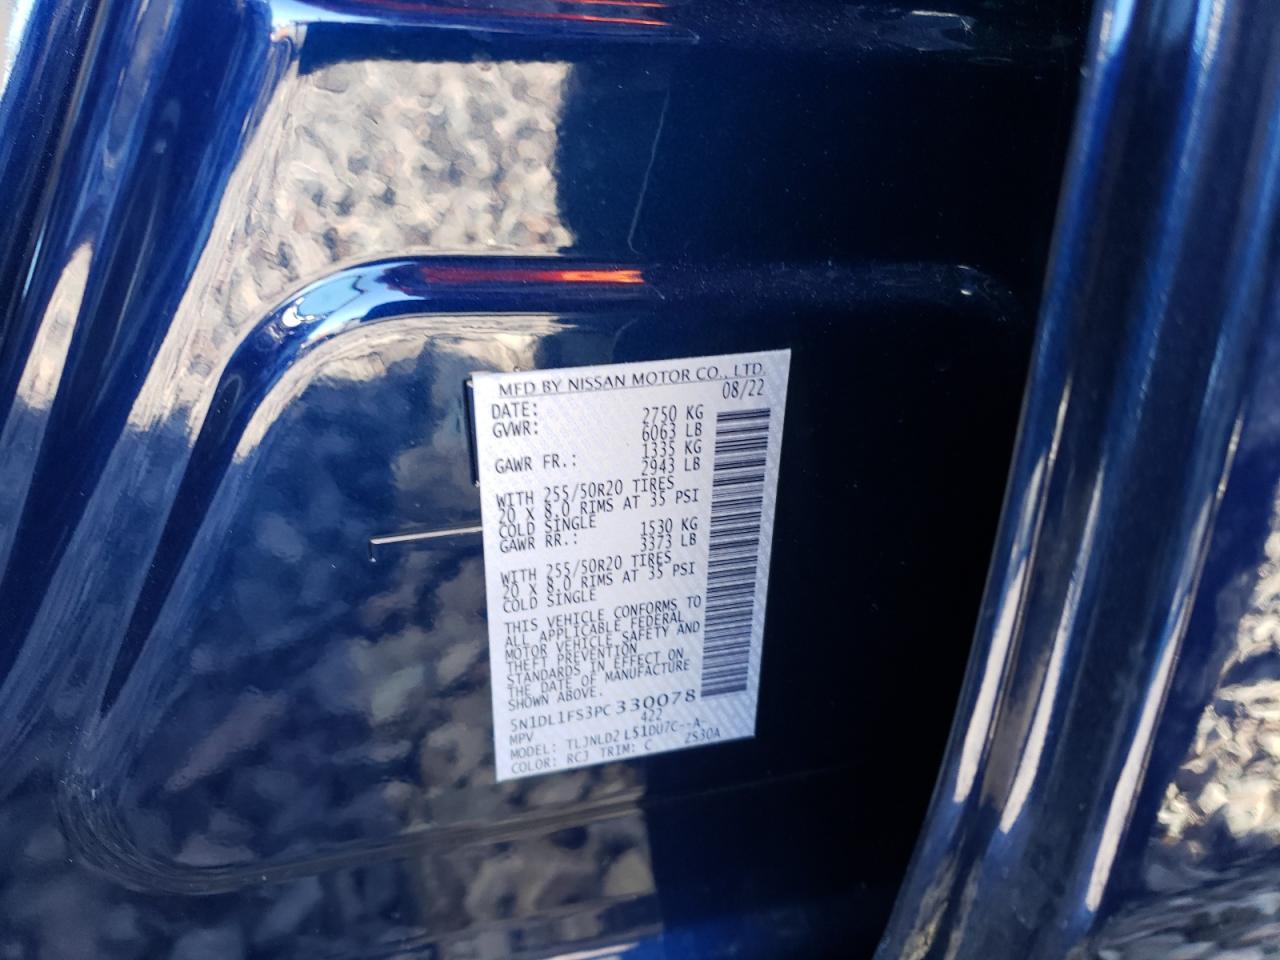 MFD BY NISSAN MOTOR CO., LTD.
DATE: 08/22
GVWR: 2750 KG
6063 LB
GAWR FR.: 1335 KG
2943 LB
WITH 255/50R20 TIRES
20 X 8.0 RIMS AT 35 PSI
COLD SINGLE
GAWR RR.: 1530 KG
3373 LB
WITH 255/50R20 TIRES
20 X 8.0 RIMS AT 35 PSI
COLD SINGLE
THIS VEHICLE CONFORMS TO
ALL APPLICABLE FEDERAL
MOTOR VEHICLE SAFETY AND
THEFT PREVENTION
STANDARDS IN EFFECT ON
THE DATE OF MANUFACTURE
SHOWN ABOVE.
5N1DL1FS3PC330078
MPV 422
MODEL: TLJNLD2 L51DU7C--A-
COLOR: RCJ TRIM: C ZS30A